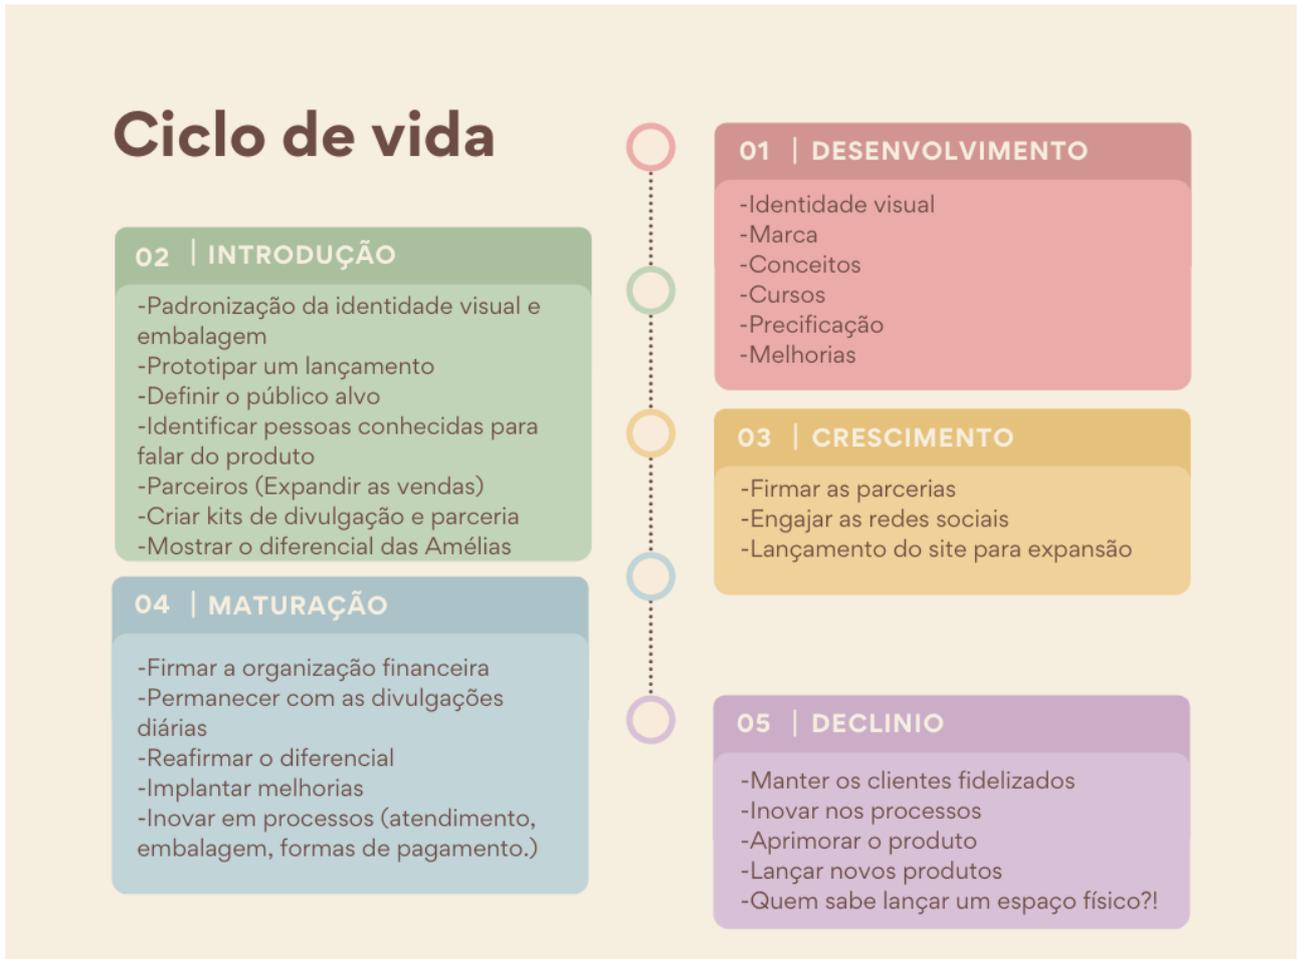 Ciclo de vida
01 | DESENVOLVIMENTO
-Identidade visual
-Marca
-Conceitos
-Cursos
-Precificação
-Melhorias
02 | INTRODUÇÃO
-Padronização da identidade visual e
embalagem
-Prototipar um lançamento
-Definir o público alvo
-Identificar pessoas conhecidas para
falar do produto
-Parceiros (Expandir as vendas)
-Criar kits de divulgação e parceria
-Mostrar o diferencial das Amélias
03 | CRESCIMENTO
-Firmar as parcerias
-Engajar as redes sociais
-Lançamento do site para expansão
04 | MATURAÇÃO
-Firmar a organização financeira
-Permanecer com as divulgações
diárias
-Reafirmar o diferencial
-Implantar melhorias
-Inovar em processos (atendimento,
embalagem, formas de pagamento.)
05 | DECLINIO
-Manter os clientes fidelizados
-Inovar nos processos
-Aprimorar o produto
-Lançar novos produtos
-Quem sabe lançar um espaço físico?!